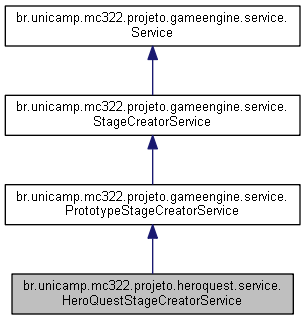 br.unicamp.mc322.projeto.gameengine.service.
Service
br.unicamp.mc322.projeto.gameengine.service.
StageCreatorService
br.unicamp.mc322.projeto.gameengine.service.
PrototypeStageCreatorService
br.unicamp.mc322.projeto.heroquest.service.
HeroQuestStageCreatorService